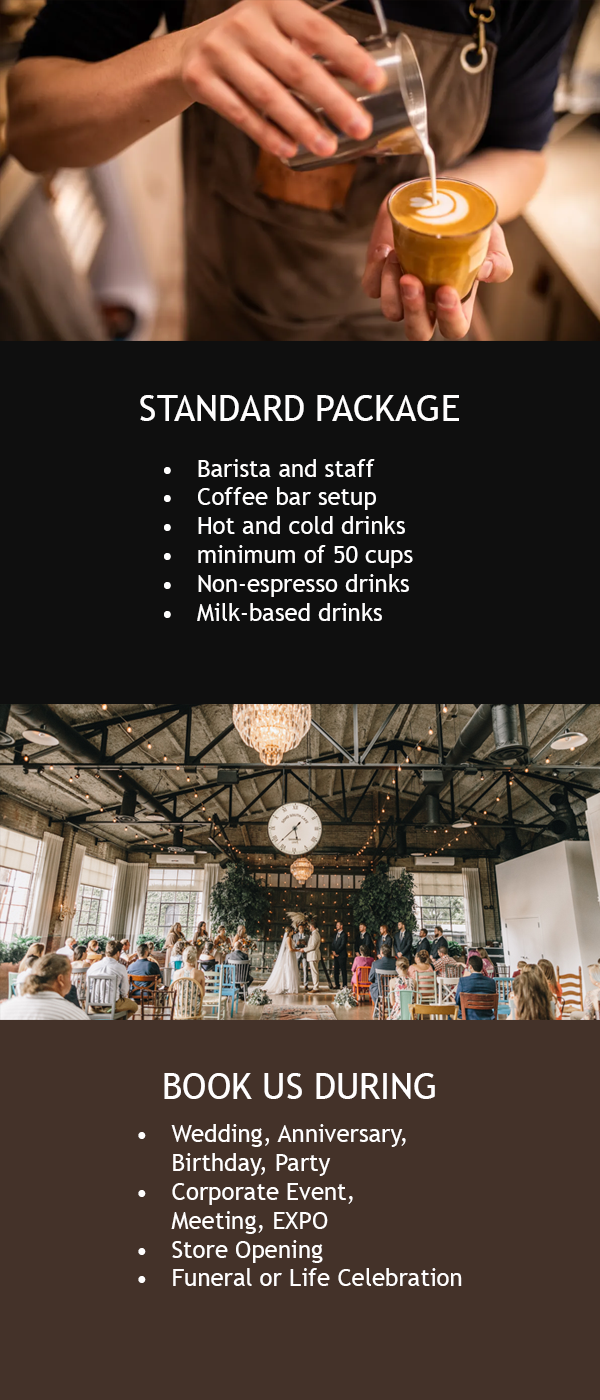 STANDARD PACKAGE
• Barista and staff
• Coffee bar setup
• Hot and cold drinks
• minimum of 50 cups
• Non-espresso drinks
• Milk-based drinks
BOOK US DURING
• Wedding, Anniversary,
Birthday, Party
• Corporate Event,
Meeting, EXPO
• Store Opening
• Funeral or Life Celebration